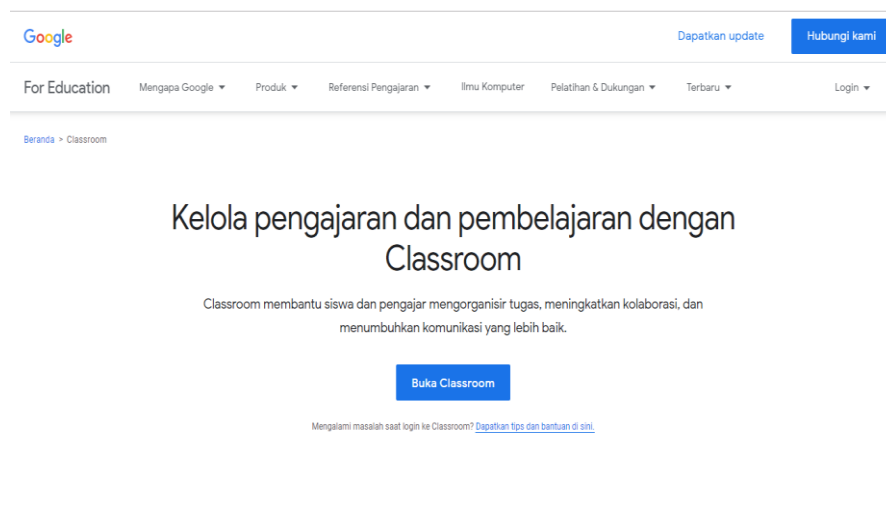 Google
Dapatkan update
Hubungi kami
For Education
Mengapa Google
Produk
Referensi Pengajaran
Ilmu Komputer
Pelatihan & Dukungan
Terbaru
Login
Beranda > Classroom
Kelola pengajaran dan pembelajaran dengan
Classroom
Classroom membantu siswa dan pengajar mengorganisir tugas, meningkatkan kolaborasi, dan
menumbuhkan komunikasi yang lebih baik.
Buka Classroom
Mengalami masalah saat login ke Classroom? Dapatkan tips dan bantuan di sini.